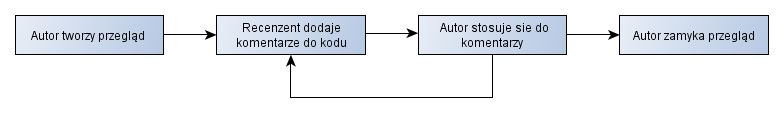 Autor tworzy przegląd
Recenzent dodaje
komentarze do kodu
Autor stosuje sie do
komentarzy
Autor zamyka przegląd